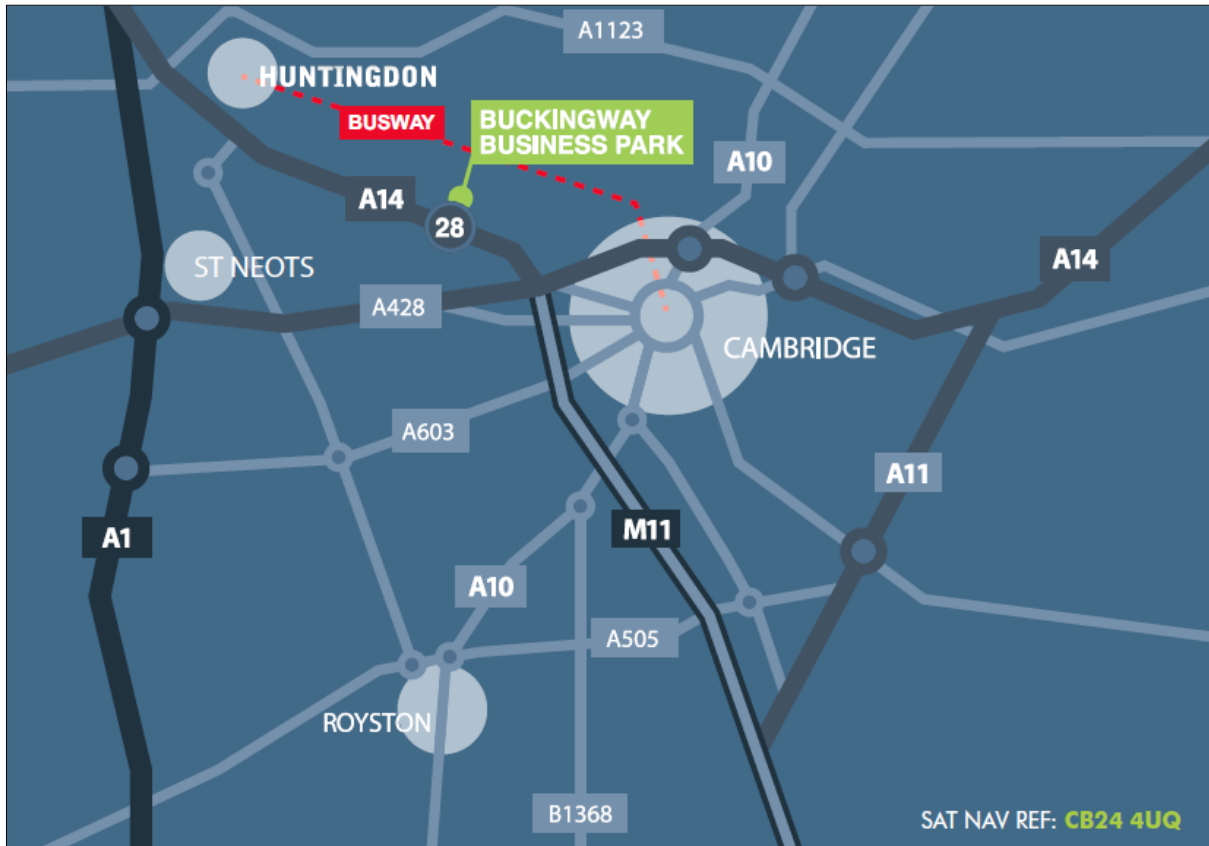 A1123
HUNTINGDON
BUSWAY
BUCKINGWAY
BUSINESS PARK
A10
A14
28
ST NEOTS
A14
A428
CAMBRIDGE
A603
A11
A1
M11
A10
A505
ROYSTON
B1368
SAT NAV REF: CB24 4UQ